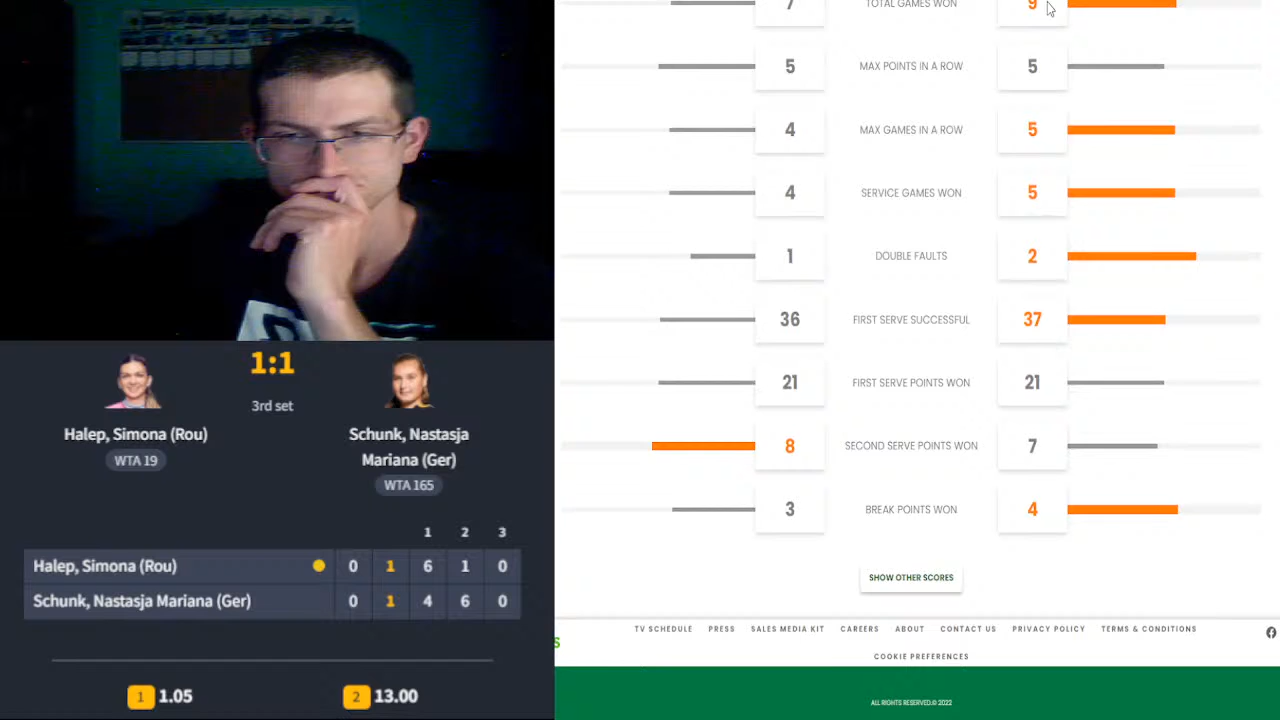 1:1
3rd set
Halep, Simona (Rou)
WTA 19
Schunk, Nastasja
Mariana (Ger)
WTA 165
1 2 3
Halep, Simona (Rou) 0 1 6 1 0
Schunk, Nastasja Mariana (Ger) 0 1 4 6 0
1 1.05
2 13.00
7 TOTAL GAMES WON 9
5 MAX POINTS IN A ROW 5
4 MAX GAMES IN A ROW 5
4 SERVICE GAMES WON 5
1 DOUBLE FAULTS 2
36 FIRST SERVE SUCCESSFUL 37
21 FIRST SERVE POINTS WON 21
8 SECOND SERVE POINTS WON 7
3 BREAK POINTS WON 4
SHOW OTHER SCORES
TV SCHEDULE PRESS SALES MEDIA KIT CAREERS ABOUT CONTACT US PRIVACY POLICY TERMS & CONDITIONS
COOKIE PREFERENCES
ALL RIGHTS RESERVED.© 2022